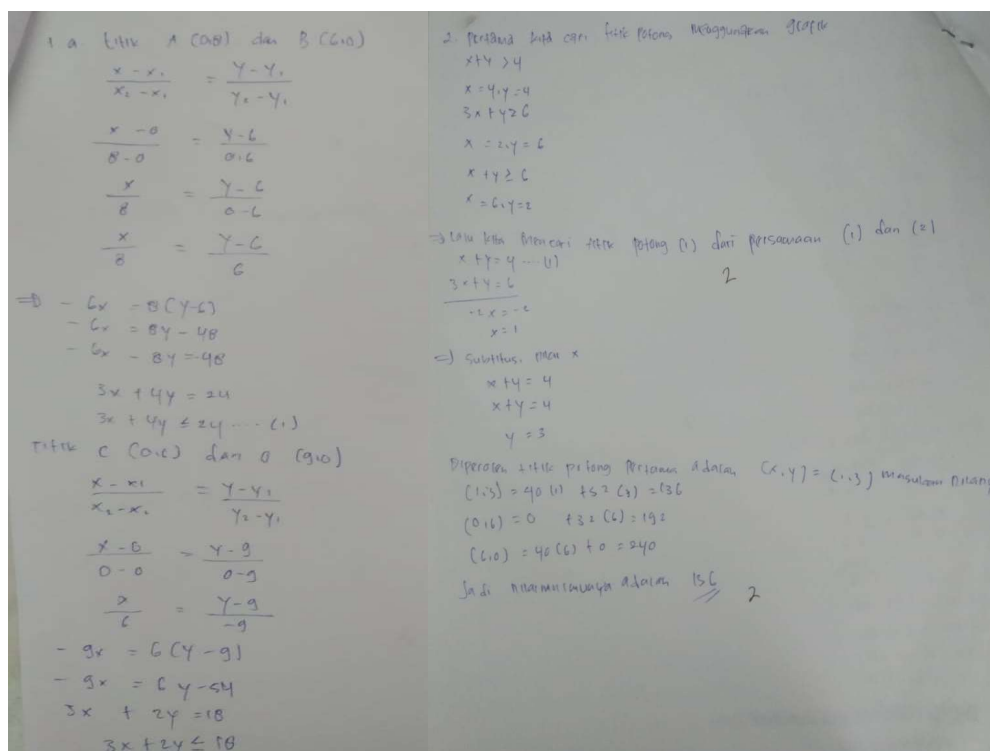 1. a. titik A (0,8) dan B (6,0)
x - x₁ / x₂ - x₁ = y - y₁ / y₂ - y₁
x - 0 / 8 - 0 = y - 6 / 0 - 6
x / 8 = y - 6 / 0 - 6
x / 8 = y - 6 / 6
=> - 6x = 8(y-6)
- 6x = 8y - 48
- 6x - 8y = -48
3x + 4y = 24
3x + 4y ≤ 24 .... (1)
Titik C (0,6) dan D (9,0)
x - x₁ / x₂ - x₁ = y - y₁ / y₂ - y₁
x - 0 / 0 - 0 = y - 9 / 0 - 9
x / 6 = y - 9 / -9
- 9x = 6 (y - 9)
- 9x = 6y - 54
3x + 2y = 18
3x + 2y ≤ 18
2. Pertama kita cari titik potong menggunakan grafik
x + y > 4
x = 4, y = 4
3x + y ≥ 6
x = 2, y = 6
x + y ≥ 6
x = 6, y = 2
=> lalu kita mencari titik potong (1) dari persamaan (1) dan (2)
x + y = 4 ... (1)
3x + y = 6
-2x = -2
x = 1
2
=> Subtitusi nilai x
x + y = 4
x + y = 4
y = 3
Diperoleh titik potong pertama adalah (x,y) = (1,3)
(1,3) = 40 (1) + 32 (3) = 136
(0,6) = 0 + 32 (6) = 192
(6,0) = 40 (6) + 0 = 240
Jadi adalah 136
2